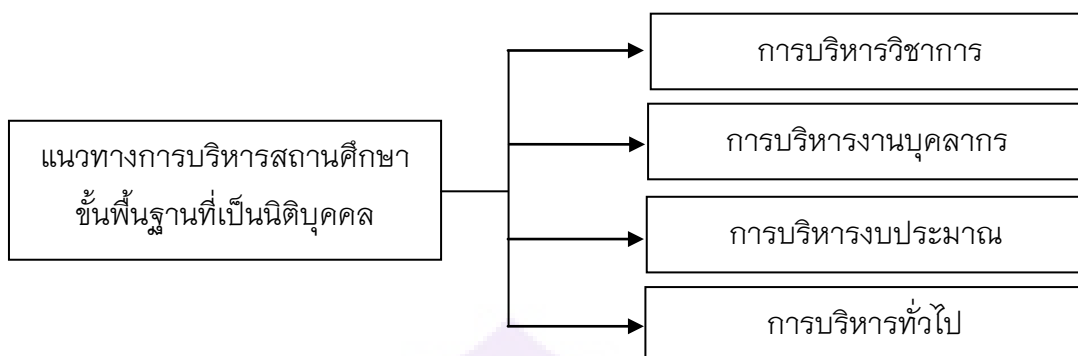 แนวทางการบริหารสถานศึกษา
ขั้นพื้นฐานที่เป็นนิติบุคคล
การบริหารวิชาการ
การบริหารงานบุคลากร
การบริหารงบประมาณ
การบริหารทั่วไป